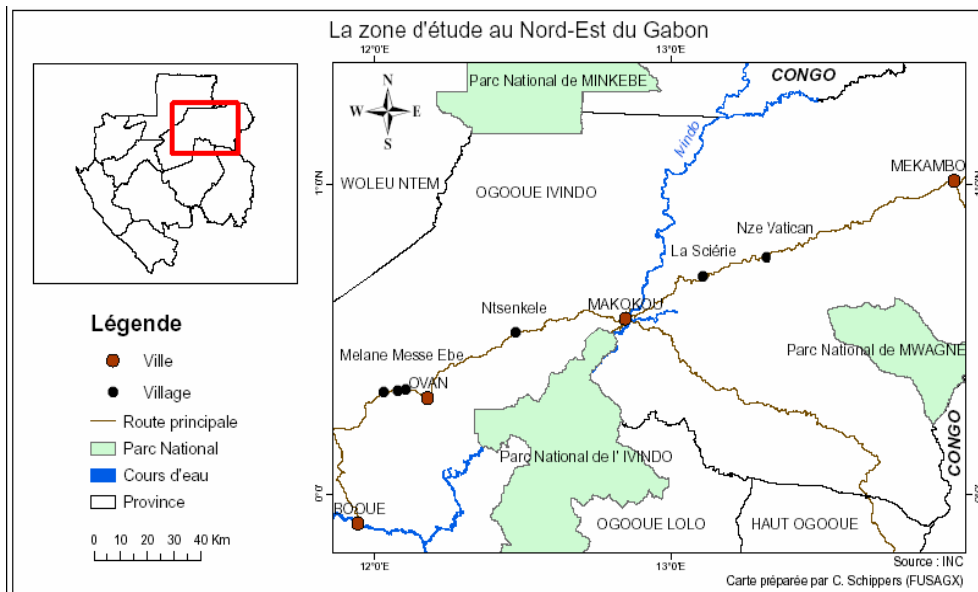 La zone d'étude au Nord-Est du Gabon
12°0'E
13°0'E
Parc National de MINKEBE
CONGO
N
W
E
S
Ivindo
MEKAMBO
1°0'N
WOLEU NTEM
OGOOUE IVINDO
Nze Vatican
La Sciérie
Ntsenkele
MAKOKOU
Légende
Ville
Melane Messe Ebe
Parc National de MWAGNE
Village
OVAN
Route principale
Parc National
CONGO
Cours d'eau
Parc National de l' IVINDO
Province
0°0'
BOOUE
OGOOUE LOLO
HAUT OGOOUE
0 10 20 30 40 Km
Source : INC
12°0'E
13°0'E
Carte préparée par C. Schippers (FUSAGX)